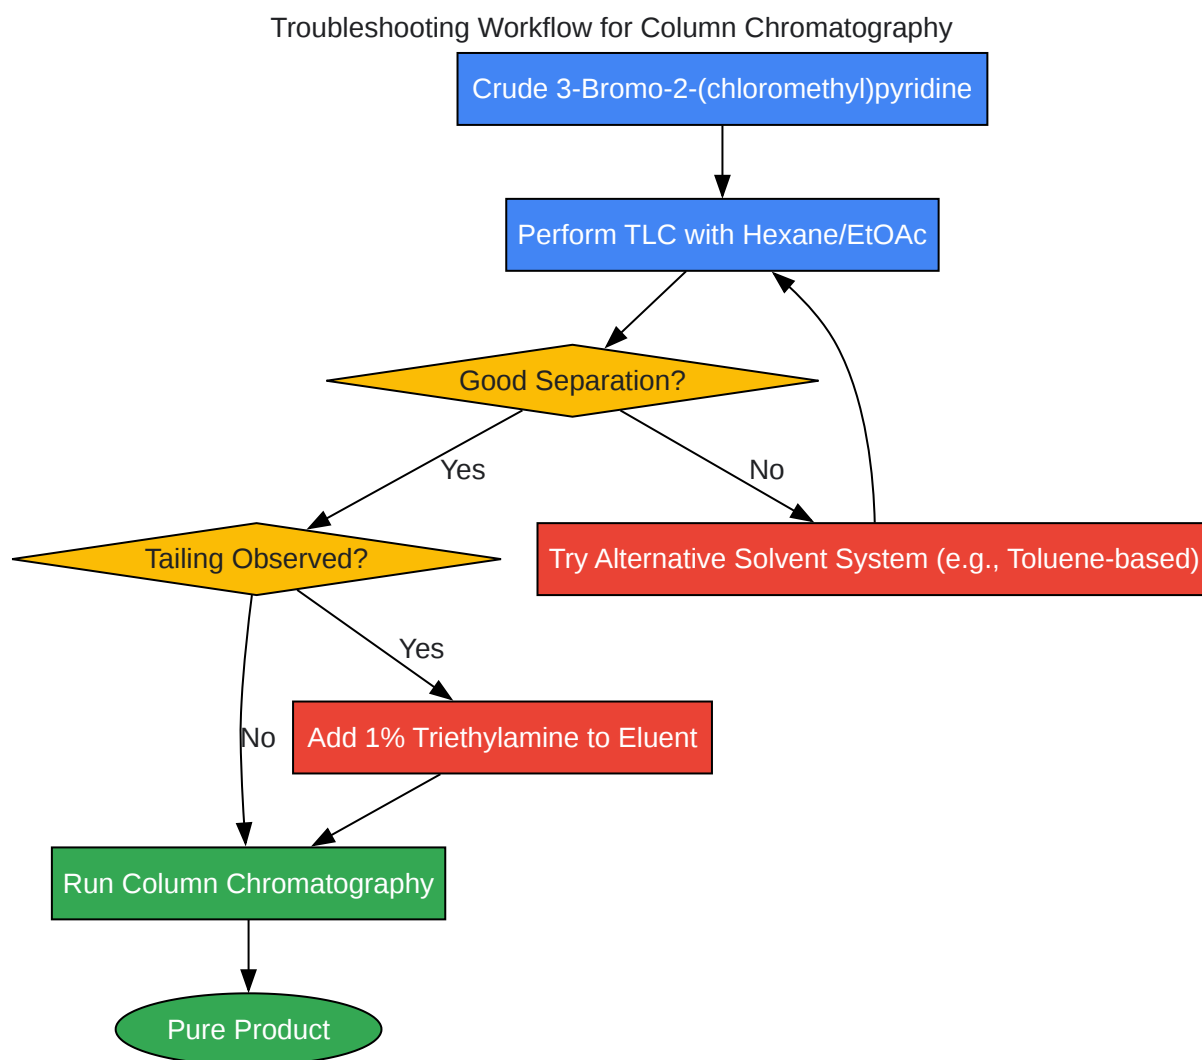 Troubleshooting Workflow for Column Chromatography
Crude 3-Bromo-2-(chloromethyl)pyridine
Perform TLC with Hexane/EtOAc
Good Separation?
Yes
No
Tailing Observed?
Try Alternative Solvent System (e.g., Toluene-based)
Yes
No
Add 1% Triethylamine to Eluent
Run Column Chromatography
Pure Product